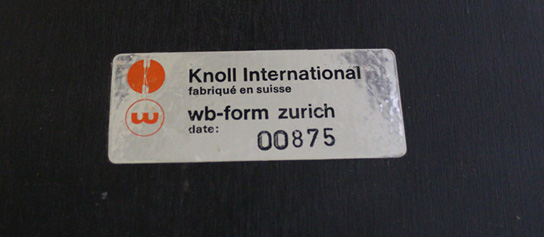 Knoll International
fabriqué en suisse
wb-form zurich
date:
00875